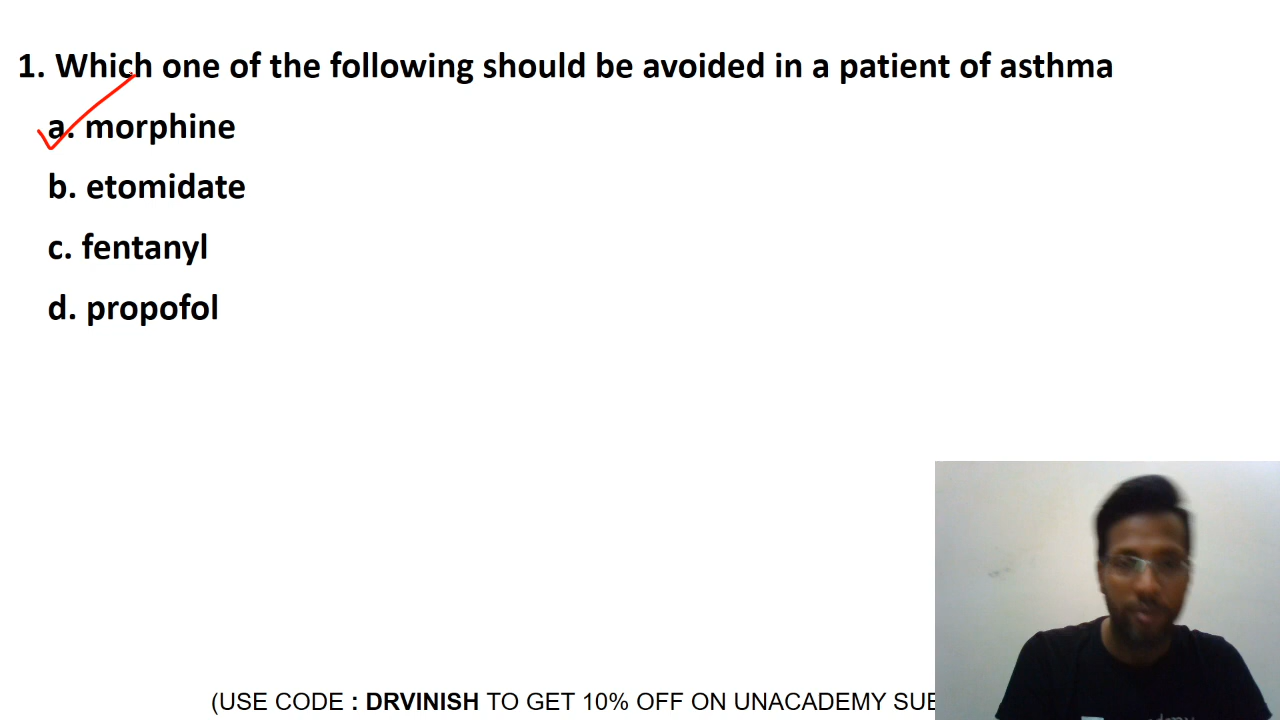 1. Which one of the following should be avoided in a patient of asthma
a. morphine
b. etomidate
c. fentanyl
d. propofol
(USE CODE : DRVINISH TO GET 10% OFF ON UNACADEMY